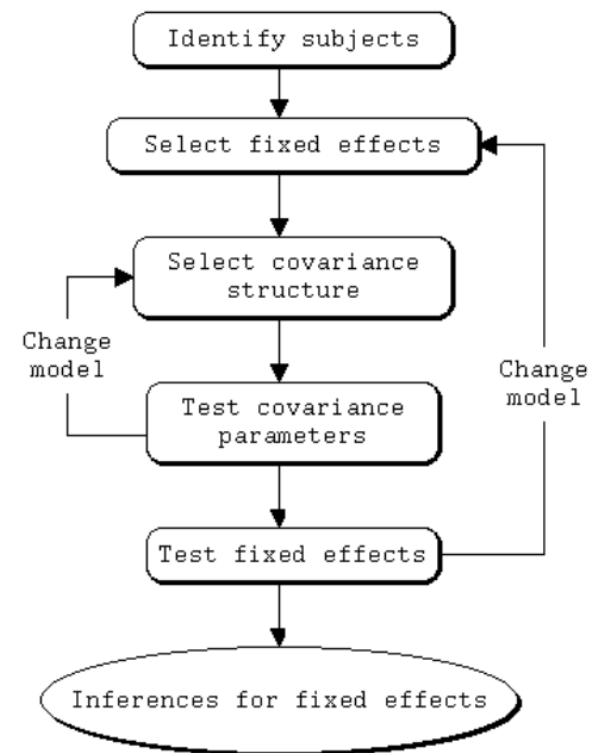 Identify subjects
Select fixed effects
Select covariance
structure
Change
model
Test covariance
parameters
Change
model
Test fixed effects
Inferences for fixed effects